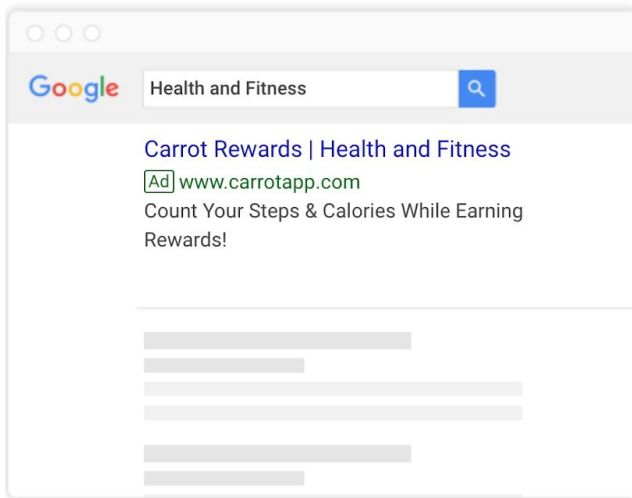 Google
Health and Fitness
Carrot Rewards | Health and Fitness
Ad www.carrotapp.com
Count Your Steps & Calories While Earning
Rewards!